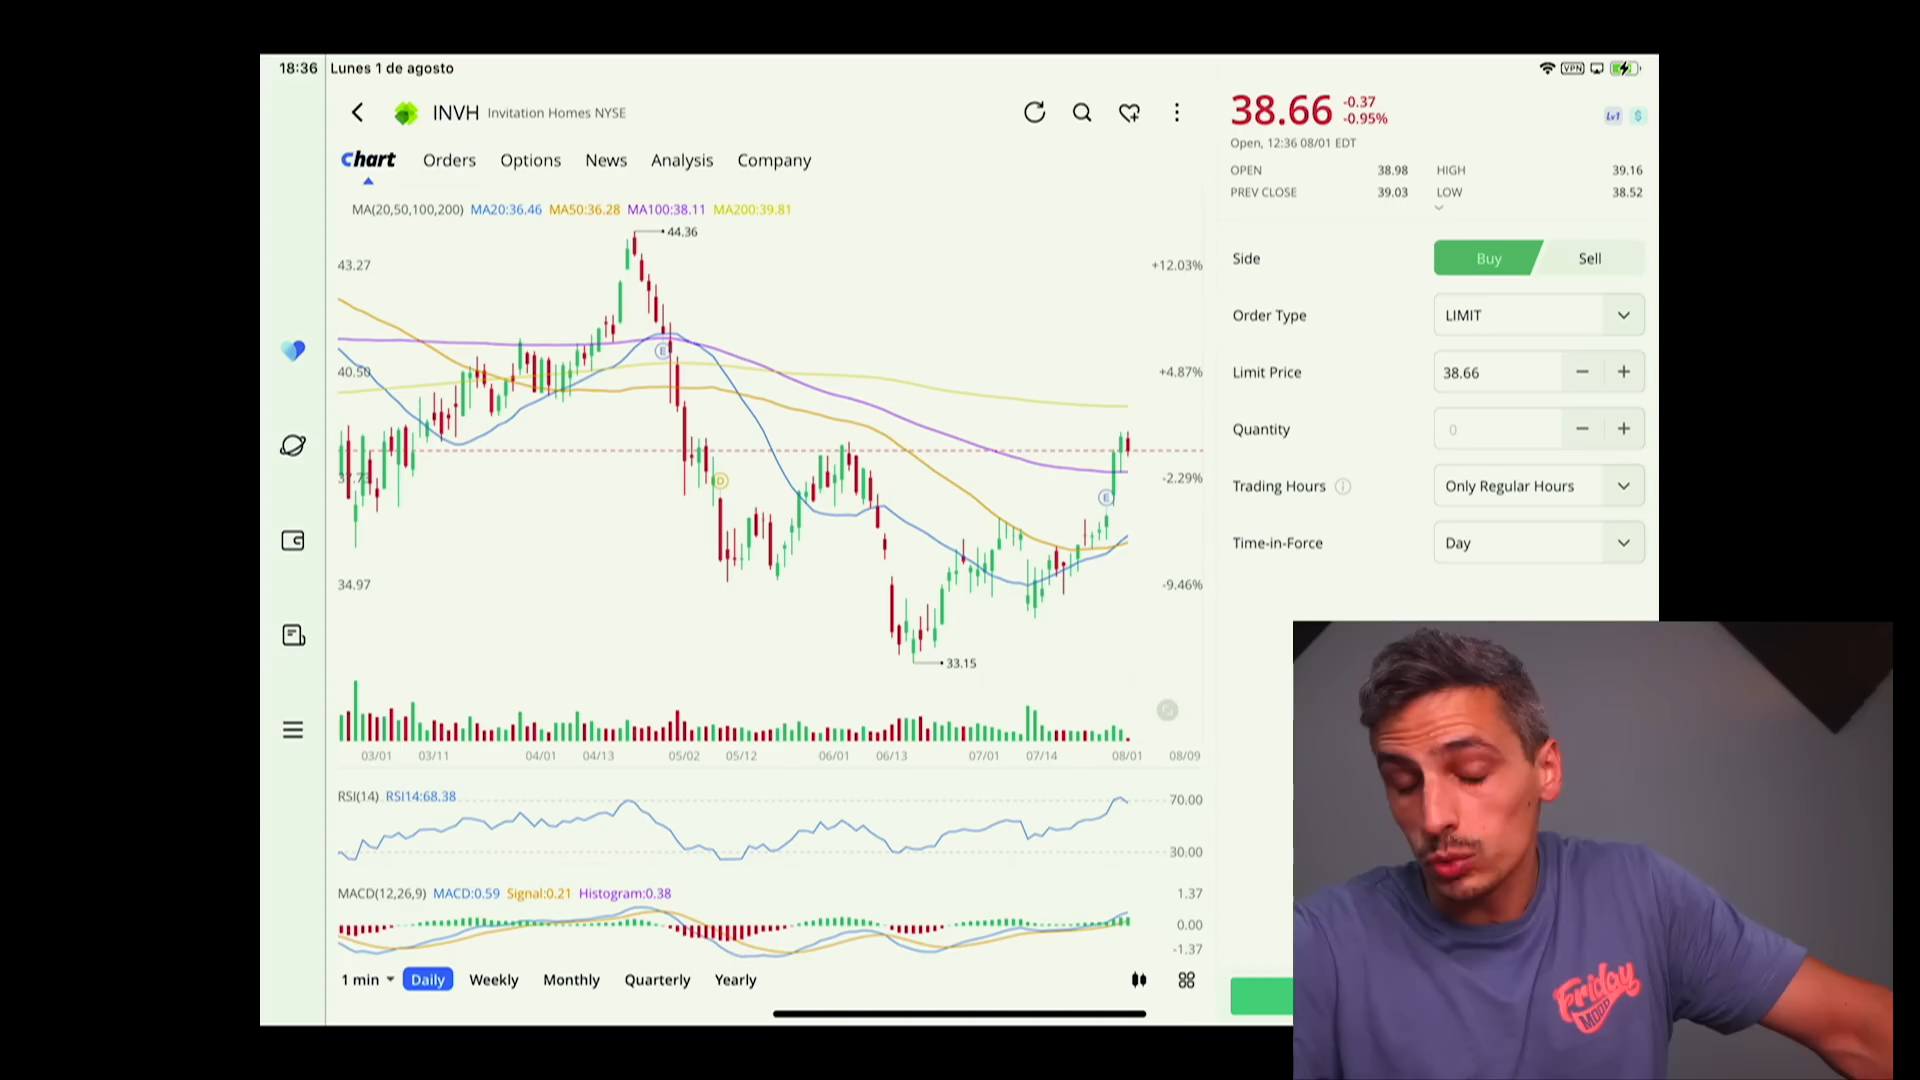 18:36 Lunes 1 de agosto
VPN
INVH Invitation Homes NYSE
Chart Orders Options News Analysis Company
MA(20,50,100,200) MA20:36.46 MA50:36.28 MA100:38.11 MA200:39.81
44.36
43.27 +12.03%
40.50 +4.87%
E
37.73 -2.29%
D
E
34.97 -9.46%
33.15
03/01 03/11 04/01 04/13 05/02 05/12 06/01 06/13 07/01 07/14 08/01 08/09
RSI(14) RSI14:68.38 70.00
30.00
MACD(12,26,9) MACD:0.59 Signal:0.21 Histogram:0.38 1.37
0.00
-1.37
1 min Daily Weekly Monthly Quarterly Yearly
38.66 -0.37
-0.95%
Lv1 $
Open, 12:36 08/01 EDT
OPEN 38.98 HIGH 39.16
PREV CLOSE 39.03 LOW 38.52
Side Buy Sell
Order Type LIMIT
Limit Price 38.66 − +
Quantity 0 − +
Trading Hours Only Regular Hours
Time-in-Force Day
Friday
MOOD